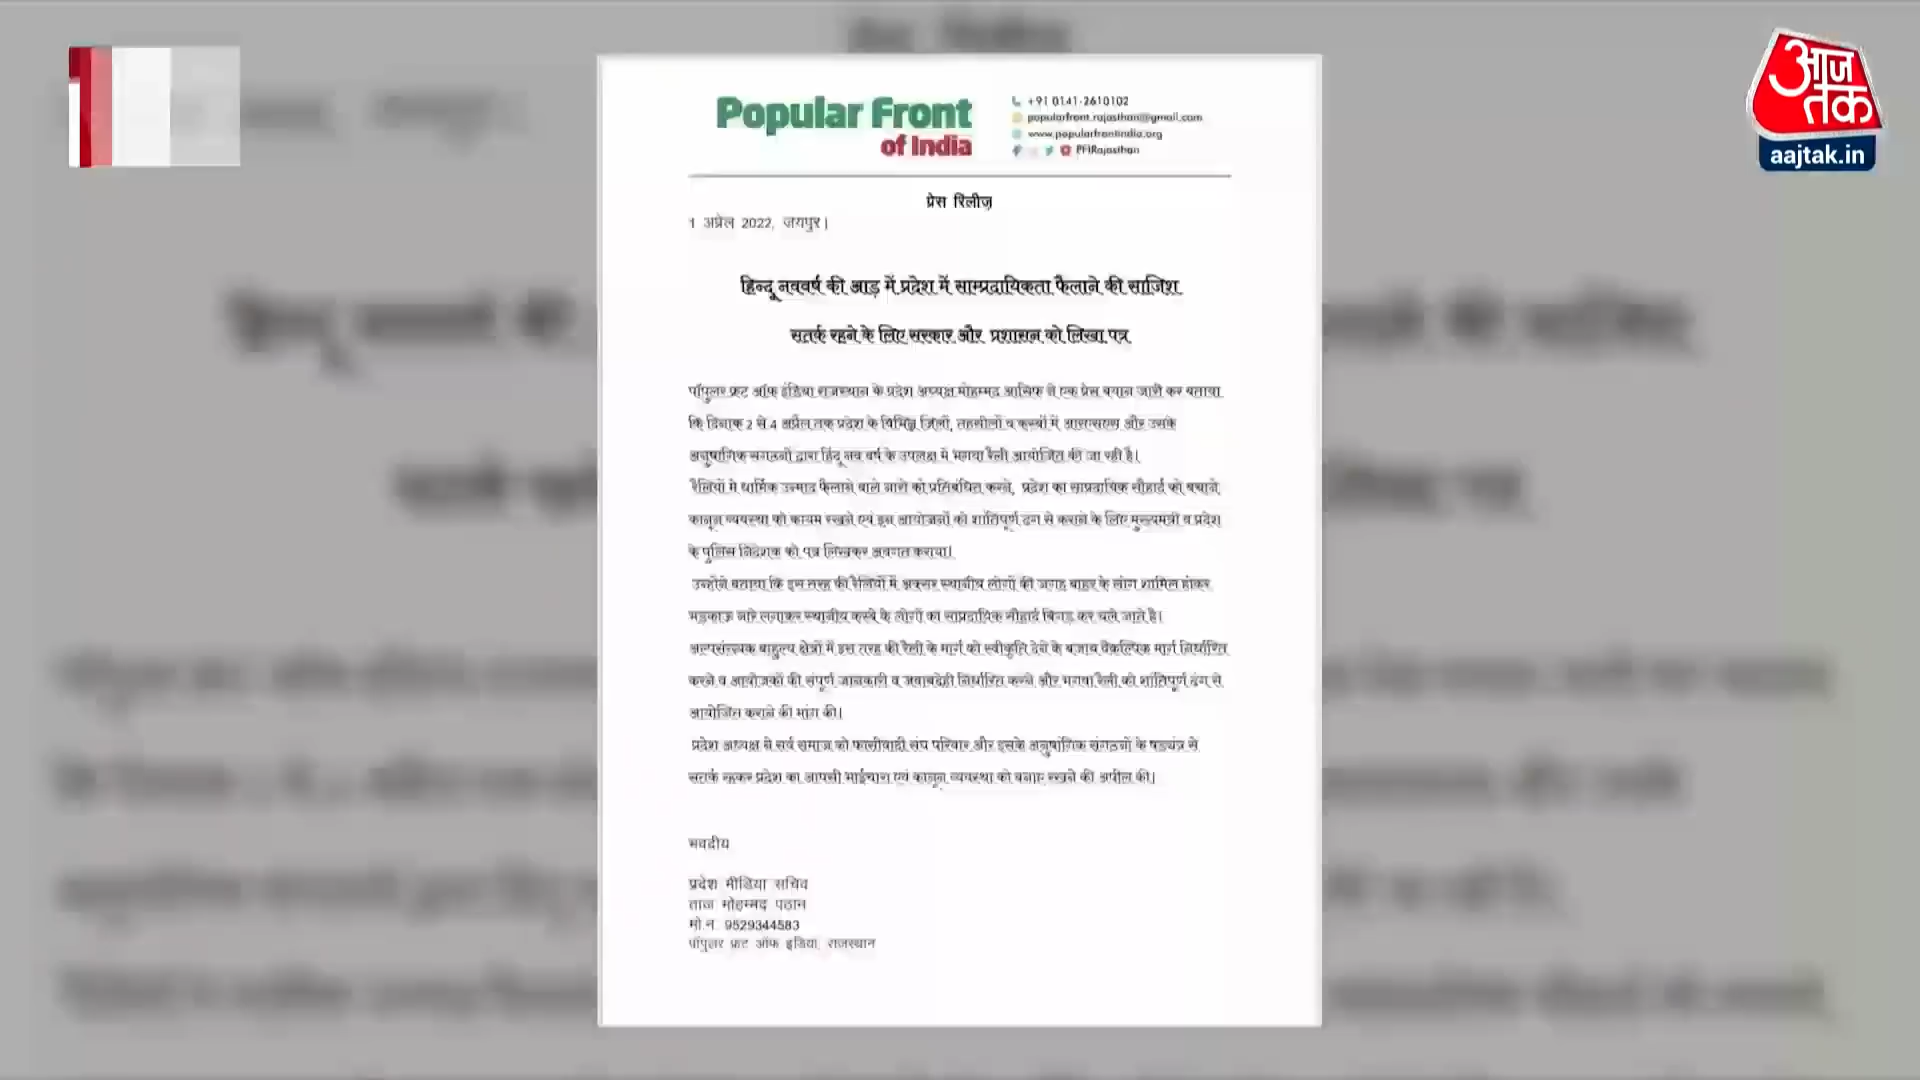 आज तक
aajtak.in
Popular Front
of India
+91 0141-2610102
popularfront.rajasthan@gmail.com
www.popularfrontindia.org
PFIRajasthan
प्रेस रिलीज़
1 अप्रेल 2022, जयपुर।
हिन्दू नववर्ष की आड़ में प्रदेश में साम्प्रदायिकता फैलाने की साजिश
सतर्क रहने के लिए सरकार और प्रशासन को लिखा पत्र
पॉपुलर फ्रंट ऑफ इंडिया राजस्थान के प्रदेश अध्यक्ष मोहम्मद आसिफ ने एक प्रेस बयान जारी कर बताया
कि दिनांक 2 से 4 अप्रैल तक प्रदेश के विभिन्न जिलों, तहसीलों व कस्बों में आरएसएस और उसके
अनुषांगिक संगठनों द्वारा हिंदू नव वर्ष के उपलक्ष में भगवा रैली आयोजित की जा रही है।
रैलियों में धार्मिक उन्माद फैलाने वाले नारों को प्रतिबंधित करने, प्रदेश का सांप्रदायिक सौहार्द को बचाने
कानून व्यवस्था को कायम रखने एवं इन आयोजनों को शांतिपूर्ण ढंग से कराने के लिए मुख्यमंत्री व प्रदेश
के पुलिस निदेशक को पत्र लिखकर अवगत कराया।
उन्होंने बताया कि इस तरह की रैलियों में अक्सर स्थानीय लोगों की जगह बाहर के लोग शामिल होकर
भड़काऊ नारे लगाकर स्थानीय कस्बे के लोगों का सांप्रदायिक सौहार्द बिगाड़ कर चले जाते है।
अल्पसंख्यक बाहुल्य क्षेत्रों में इस तरह की रैली के मार्ग को स्वीकृति देने के बजाय वैकल्पिक मार्ग निर्धारित
करने व आयोजकों की संपूर्ण जानकारी व जवाबदेही निर्धारित करने और भगवा रैली को शांतिपूर्ण ढंग से
आयोजित कराने की मांग की।
प्रदेश अध्यक्ष ने सर्व समाज को फासीवादी संघ परिवार और इसके अनुषांगिक संगठनों के षड्यंत्र से
सतर्क रहकर प्रदेश का आपसी भाईचारा एवं कानून व्यवस्था को बनाए रखने की अपील की।
भवदीय
प्रदेश मीडिया सचिव
ताज मोहम्मद पठान
मो.न. 9529344583
पॉपुलर फ्रंट ऑफ इंडिया, राजस्थान